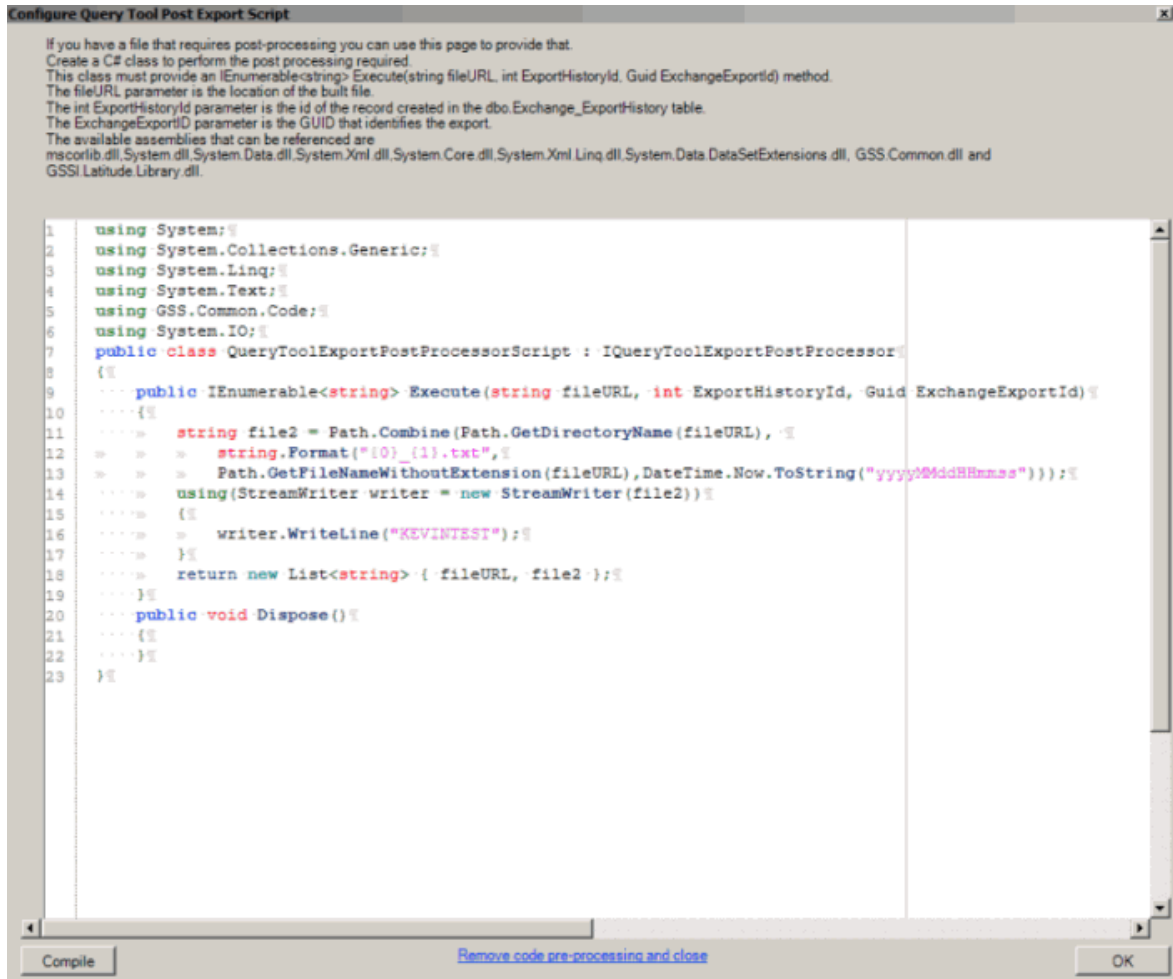 Configure Query Tool Post Export Script
If you have a file that requires post-processing you can use this page to provide that.
Create a C# class to perform the post processing required.
This class must provide an IEnumerable<string> Execute(string fileURL, int ExportHistoryId, Guid ExchangeExportId) method.
The fileURL parameter is the location of the built file.
The int ExportHistoryId parameter is the id of the record created in the dbo.Exchange_ExportHistory table.
The ExchangeExportID parameter is the GUID that identifies the export.
The available assemblies that can be referenced are
mscorlib.dll,System.dll,System.Data.dll,System.Xml.dll,System.Core.dll,System.Xml.Linq.dll,System.Data.DataSetExtensions.dll, GSS.Common.dll and
GSSI.Latitude.Library.dll.
1 using System;
2 using System.Collections.Generic;
3 using System.Linq;
4 using System.Text;
5 using GSS.Common.Code;
6 using System.IO;
7 public class QueryToolExportPostProcessorScript : IQueryToolExportPostProcessor
8 {
9 public IEnumerable<string> Execute(string fileURL, int ExportHistoryId, Guid ExchangeExportId)
10 {
11 string file2 = Path.Combine(Path.GetDirectoryName(fileURL),
12 string.Format("{0}_{1}.txt",
13 Path.GetFileNameWithoutExtension(fileURL),DateTime.Now.ToString("yyyyMMddHHmmss")));
14 using(StreamWriter writer = new StreamWriter(file2))
15 {
16 writer.WriteLine("KEVINTEST");
17 }
18 return new List<string> { fileURL, file2 };
19 }
20 public void Dispose()
21 {
22 }
23 }
Compile
Remove code pre-processing and close
OK